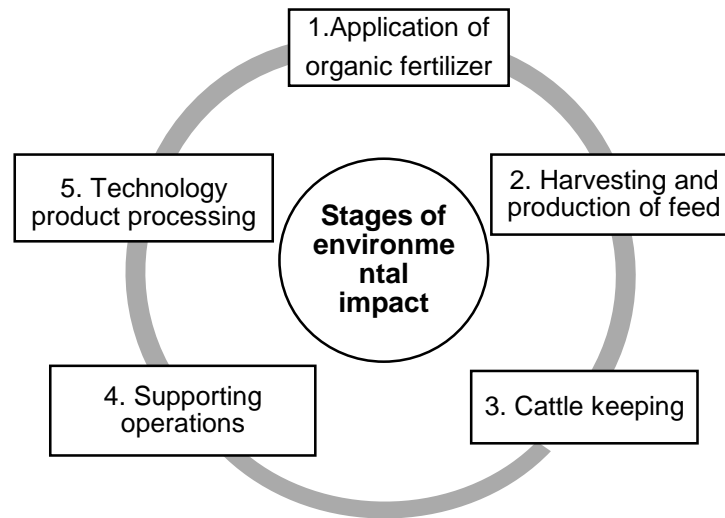 1.Application of
organic fertilizer
2. Harvesting and
production of feed
3. Cattle keeping
4. Supporting
operations
5. Technology
product processing
Stages of
environme
ntal
impact